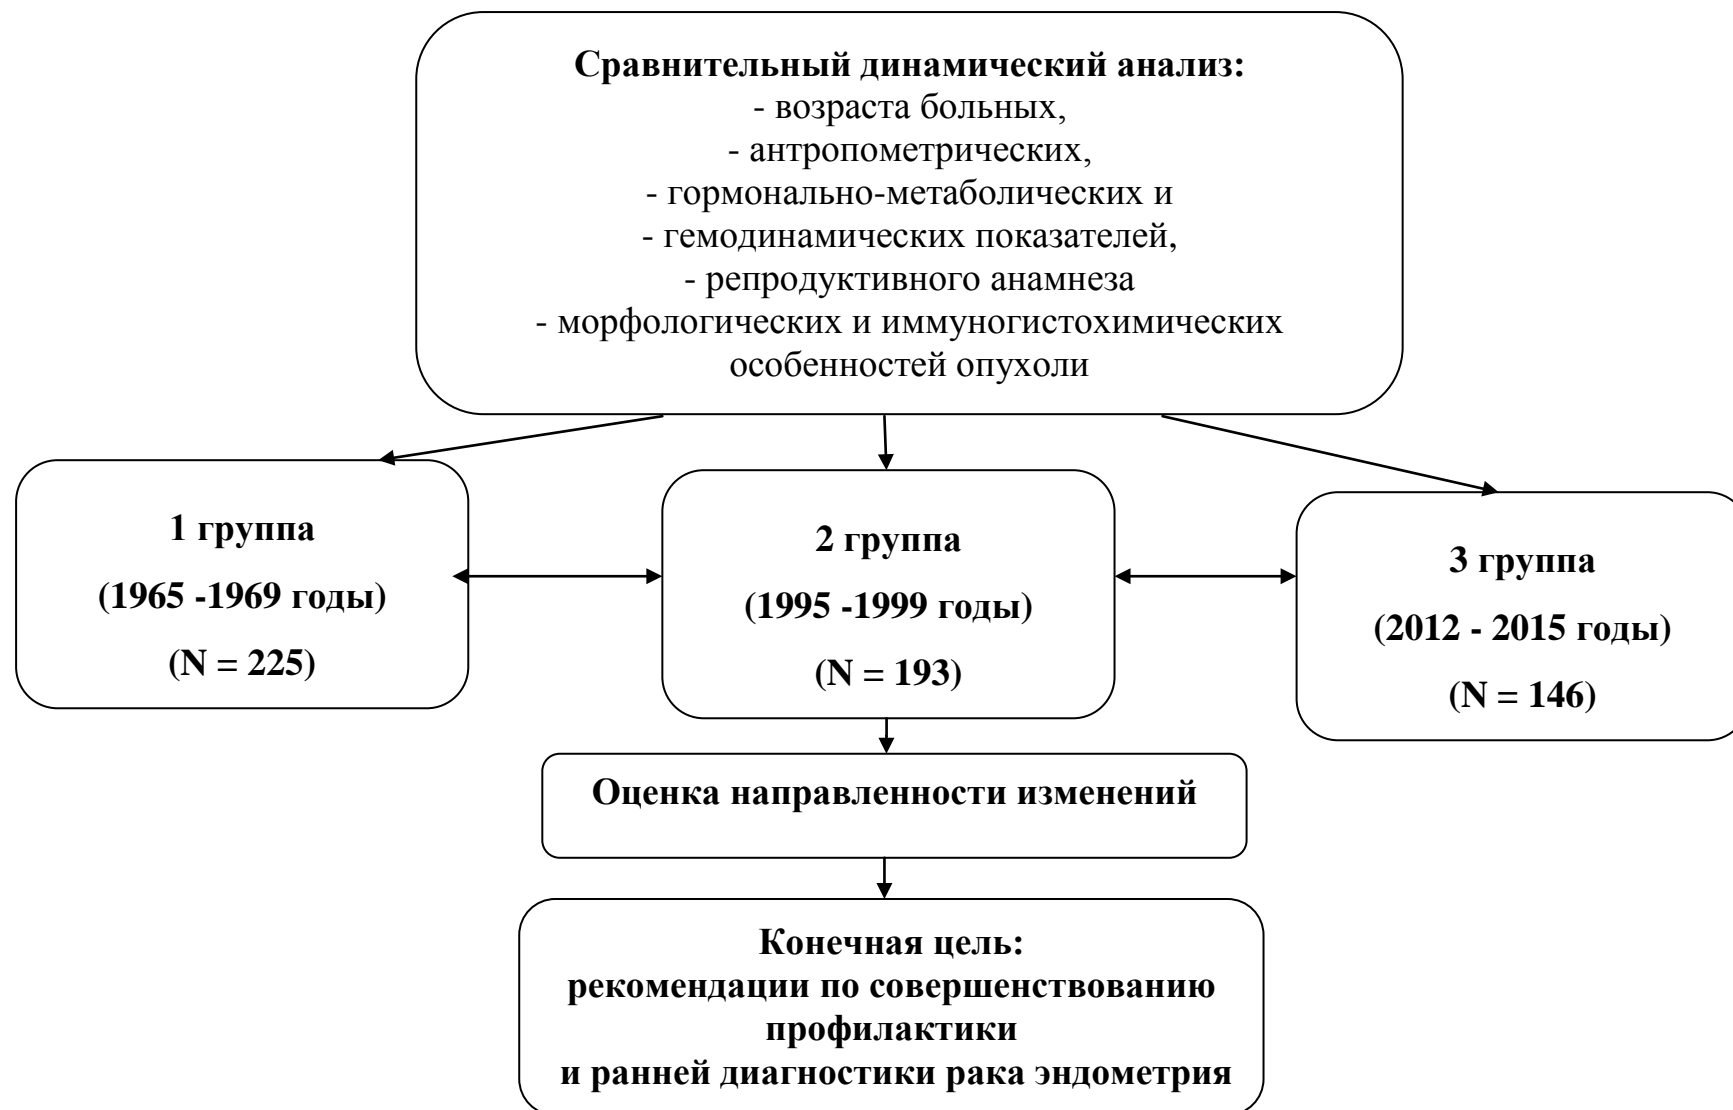 Сравнительный динамический анализ:
- возраста больных,
- антропометрических,
- гормонально-метаболических и
- гемодинамических показателей,
- репродуктивного анамнеза
- морфологических и иммуногистохимических
особенностей опухоли
1 группа
(1965 -1969 годы)
(N = 225)
2 группа
(1995 -1999 годы)
(N = 193)
3 группа
(2012 - 2015 годы)
(N = 146)
Оценка направленности изменений
Конечная цель:
рекомендации по совершенствованию
профилактики
и ранней диагностики рака эндометрия